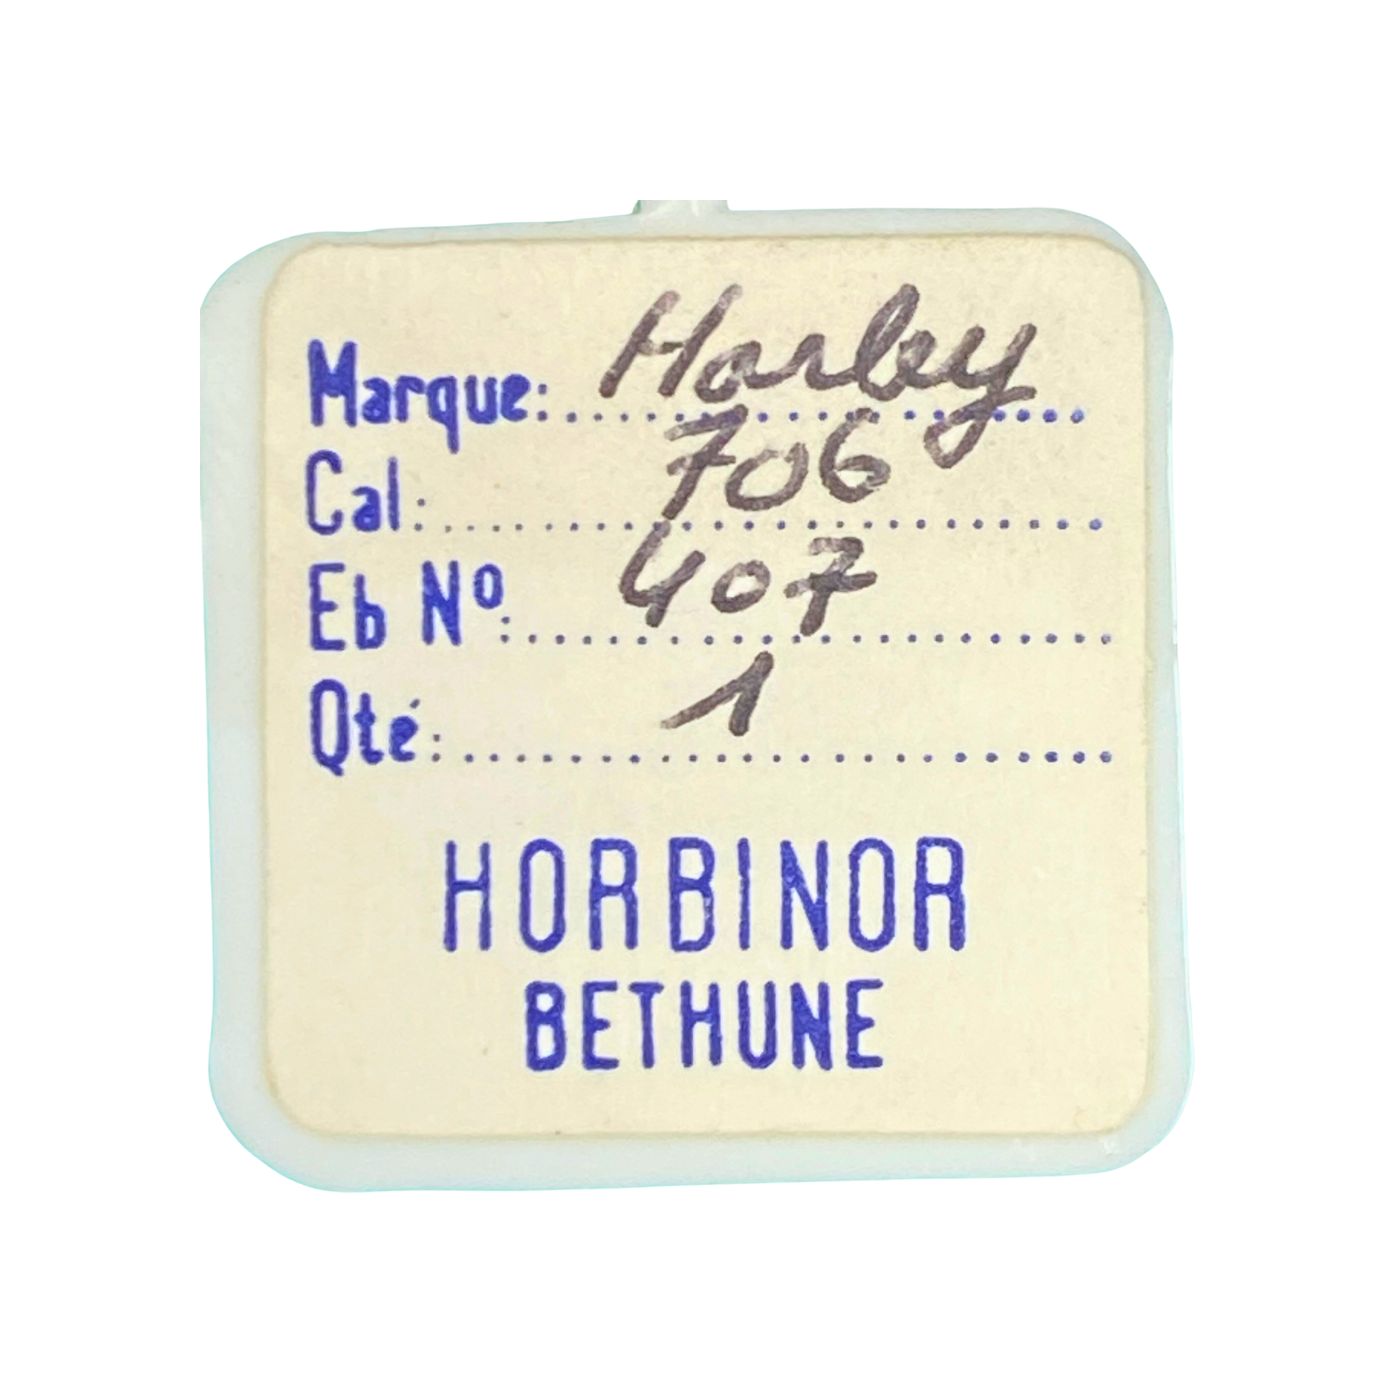 Marque: Harley
Cal: 706
Eb Nº: 407
Qté: 1
HORBINOR
BETHUNE